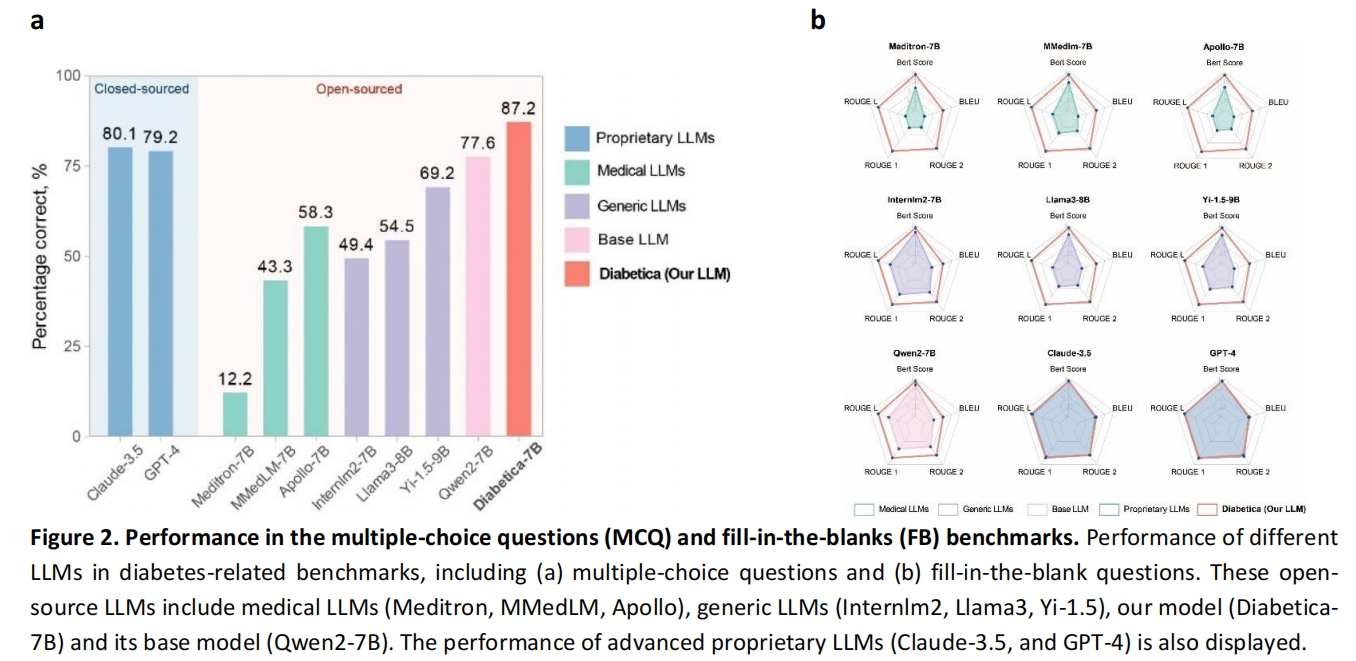 a
b
100
75
50
25
0
Percentage correct, %
Closed-sourced
Open-sourced
80.1
79.2
12.2
43.3
58.3
49.4
54.5
69.2
77.6
87.2
Claude-3.5
GPT-4
Meditron-7B
MMedLM-7B
Apollo-7B
Internlm2-7B
Llama3-8B
Yi-1.5-9B
Qwen2-7B
Diabetica-7B
Proprietary LLMs
Medical LLMs
Generic LLMs
Base LLM
Diabetica (Our LLM)
Meditron-7B
Bert Score
ROUGE L
BLEU
ROUGE 1
ROUGE 2
MMedlm-7B
Bert Score
ROUGE L
BLEU
ROUGE 1
ROUGE 2
Apollo-7B
Bert Score
ROUGE L
BLEU
ROUGE 1
ROUGE 2
Internlm2-7B
Bert Score
ROUGE L
BLEU
ROUGE 1
ROUGE 2
Llama3-8B
Bert Score
ROUGE L
BLEU
ROUGE 1
ROUGE 2
Yi-1.5-9B
Bert Score
ROUGE L
BLEU
ROUGE 1
ROUGE 2
Qwen2-7B
Bert Score
ROUGE L
BLEU
ROUGE 1
ROUGE 2
Claude-3.5
Bert Score
ROUGE L
BLEU
ROUGE 1
ROUGE 2
GPT-4
Bert Score
ROUGE L
BLEU
ROUGE 1
ROUGE 2
Medical LLMs
Generic LLMs
Base LLM
Proprietary LLMs
Diabetica (Our LLM)
Figure 2. Performance in the multiple-choice questions (MCQ) and fill-in-the-blanks (FB) benchmarks. Performance of different
LLMs in diabetes-related benchmarks, including (a) multiple-choice questions and (b) fill-in-the-blank questions. These open-
source LLMs include medical LLMs (Meditron, MMedLM, Apollo), generic LLMs (Internlm2, Llama3, Yi-1.5), our model (Diabetica-
7B) and its base model (Qwen2-7B). The performance of advanced proprietary LLMs (Claude-3.5, and GPT-4) is also displayed.